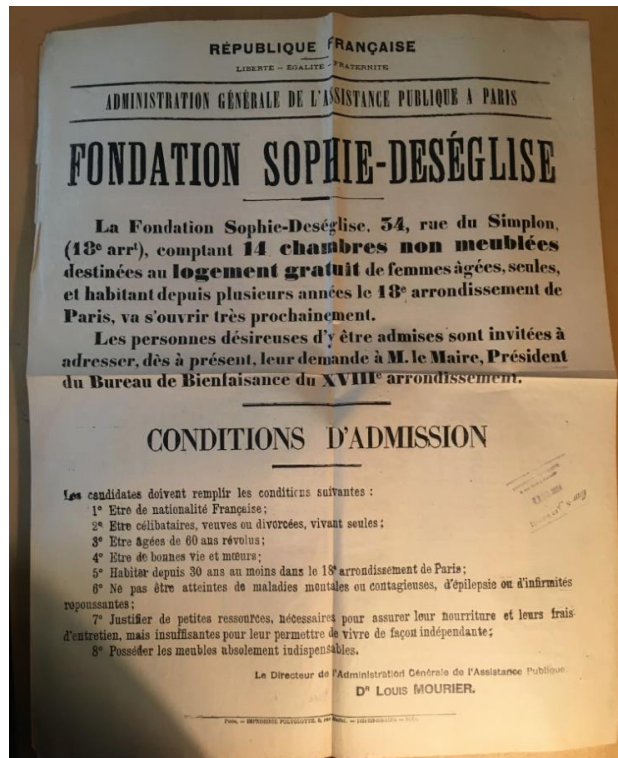 RÉPUBLIQUE FRANÇAISE
LIBERTÉ – ÉGALITÉ – FRATERNITÉ
ADMINISTRATION GÉNÉRALE DE L'ASSISTANCE PUBLIQUE A PARIS
FONDATION SOPHIE-DESÉGLISE
La Fondation Sophie-Deséglise, 34, rue du Simplon,
(18e arrt), comptant 14 chambres non meublées
destinées au logement gratuit de femmes âgées, seules,
et habitant depuis plusieurs années le 18e arrondissement de
Paris, va s'ouvrir très prochainement.
Les personnes désireuses d'y être admises sont invitées à
adresser, dès à présent, leur demande à M. le Maire, Président
du Bureau de Bienfaisance du XVIIIe arrondissement.
CONDITIONS D'ADMISSION
Les candidates doivent remplir les conditions suivantes :
1° Etre de nationalité Française ;
2° Etre célibataires, veuves ou divorcées, vivant seules ;
3° Etre âgées de 60 ans révolus ;
4° Etre de bonnes vie et mœurs ;
5° Habiter depuis 30 ans au moins dans le 18e arrondissement de Paris ;
6° Ne pas être atteintes de maladies mentales ou contagieuses, d'épilepsie ou d'infirmités
repoussantes ;
7° Justifier de petites ressources, nécessaires pour assurer leur nourriture et leurs frais
d'entretien, mais insuffisantes pour leur permettre de vivre de façon indépendante ;
8° Posséder les meubles absolument indispensables.
Le Directeur de l'Administration Générale de l'Assistance Publique.
Dr LOUIS MOURIER.
Paris. – IMPRIMERIE POLYGLOTTE,